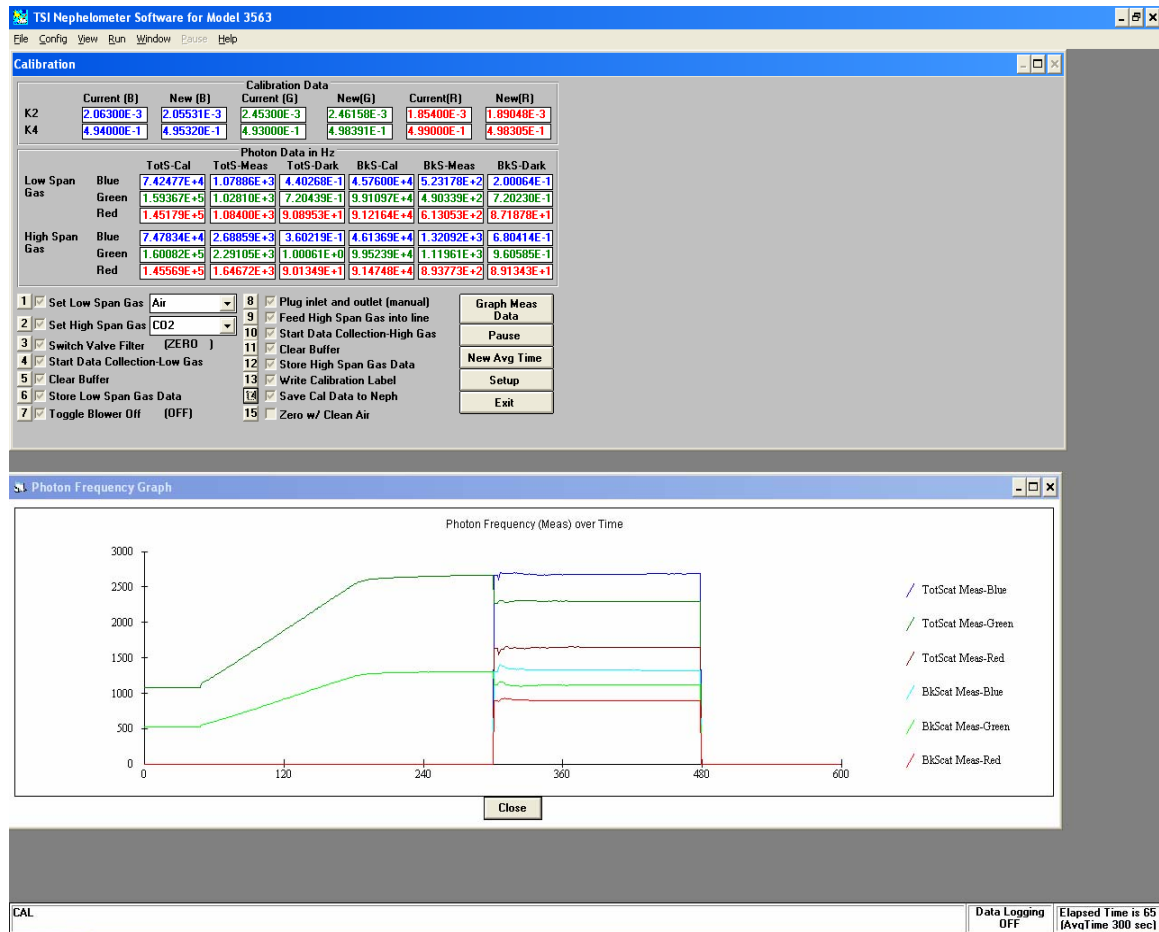 TSI Nephelometer Software for Model 3563
File Config View Run Window Pause Help
Calibration
Calibration Data
Current (B) New (B) Current (G) New(G) Current(R) New(R)
K2 2.06300E-3 2.05531E-3 2.45300E-3 2.46158E-3 1.85400E-3 1.89048E-3
K4 4.94000E-1 4.95320E-1 4.93000E-1 4.98391E-1 4.99000E-1 4.98305E-1
Photon Data in Hz
TotS-Cal TotS-Meas TotS-Dark BkS-Cal BkS-Meas BkS-Dark
Low Span Gas
Blue 7.42477E+4 1.07886E+3 4.40268E-1 4.57600E+4 5.23178E+2 2.00064E-1
Green 1.59367E+5 1.02810E+3 7.20439E-1 9.91097E+4 4.90339E+2 7.20230E-1
Red 1.45179E+5 1.08400E+3 9.08953E+1 9.12164E+4 6.13053E+2 8.71878E+1
High Span Gas
Blue 7.47834E+4 2.68859E+3 3.60219E-1 4.61369E+4 1.32092E+3 6.80414E-1
Green 1.60082E+5 2.29105E+3 1.00061E+0 9.95239E+4 1.11961E+3 9.60585E-1
Red 1.45569E+5 1.64672E+3 9.01349E+1 9.14748E+4 8.93773E+2 8.91343E+1
1 Set Low Span Gas Air
2 Set High Span Gas CO2
3 Switch Valve Filter (ZERO )
4 Start Data Collection-Low Gas
5 Clear Buffer
6 Store Low Span Gas Data
7 Toggle Blower Off (OFF)
8 Plug inlet and outlet (manual)
9 Feed High Span Gas into line
10 Start Data Collection-High Gas
11 Clear Buffer
12 Store High Span Gas Data
13 Write Calibration Label
14 Save Cal Data to Neph
15 Zero w/ Clean Air
Graph Meas
Data
Pause
New Avg Time
Setup
Exit
Photon Frequency Graph
Photon Frequency (Meas) over Time
3000
2500
2000
1500
1000
500
0
0 120 240 360 480 600
TotScat Meas-Blue
TotScat Meas-Green
TotScat Meas-Red
BkScat Meas-Blue
BkScat Meas-Green
BkScat Meas-Red
Close
CAL
Data Logging
OFF
Elapsed Time is 65
(AvgTime 300 sec)